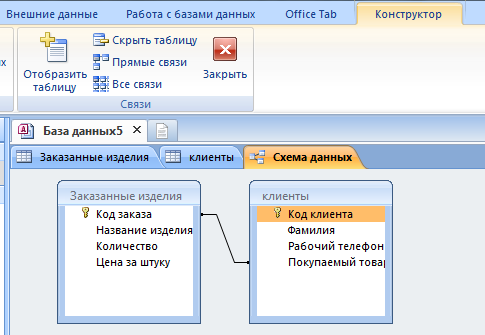 Внешние данные Работа с базами данных Office Tab Конструктор
Скрыть таблицу
Прямые связи
Все связи
Отобразить таблицу
Закрыть
Связи
База данных5
Заказанные изделия клиенты Схема данных
Заказанные изделия
Код заказа
Название изделия
Количество
Цена за штуку
клиенты
Код клиента
Фамилия
Рабочий телефон
Покупаемый товар